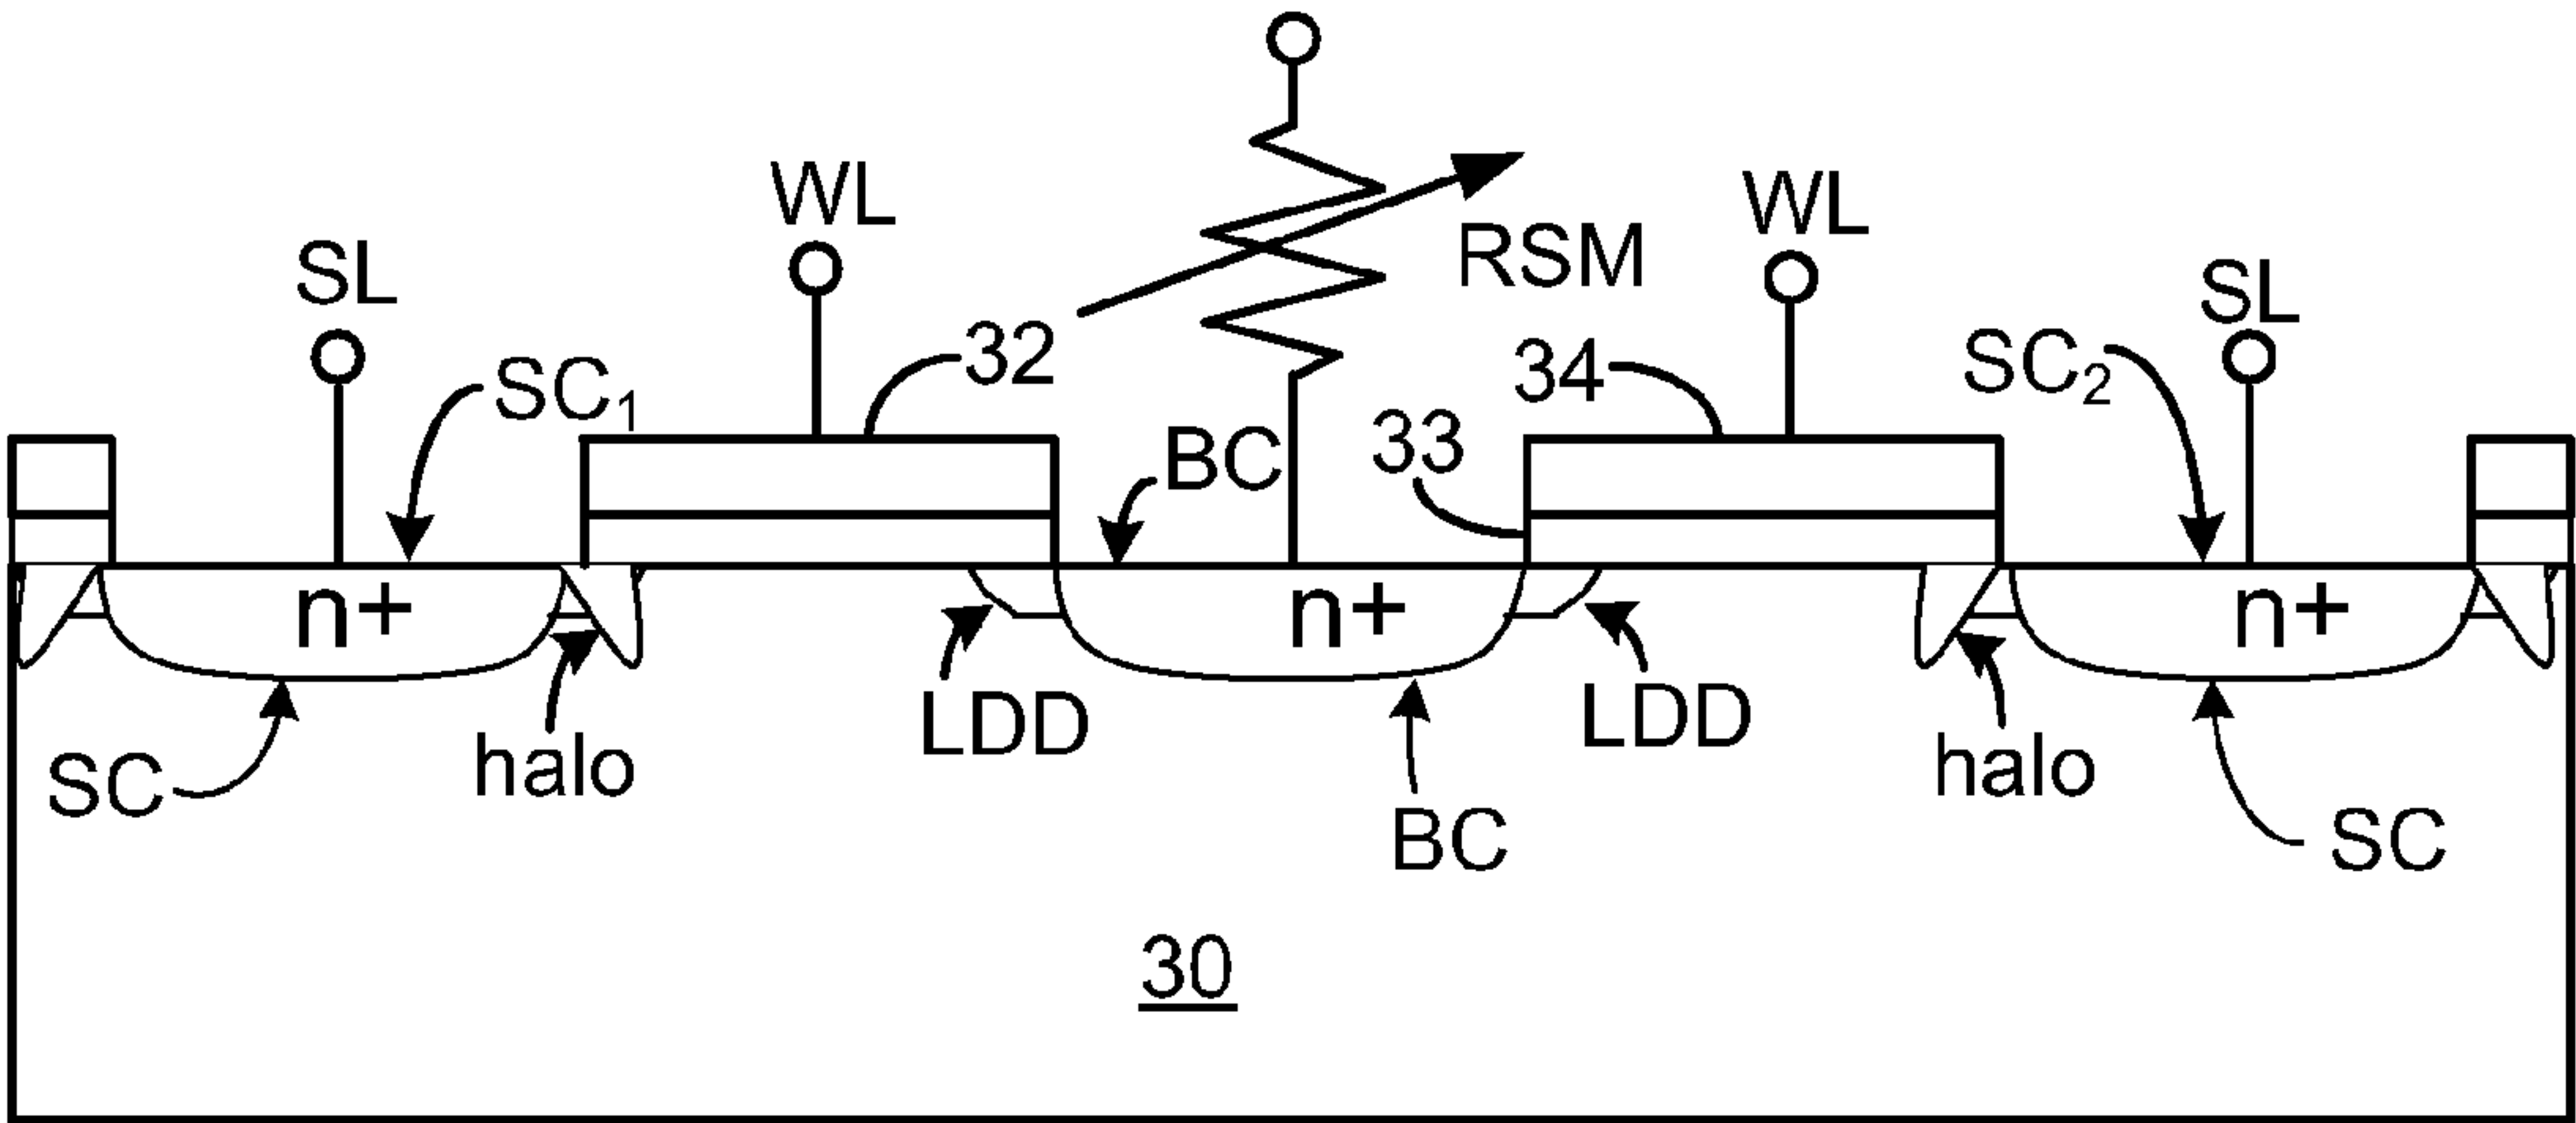 WL
WL
RSM
SL
SL
32
34
SC₁
SC₂
BC
33
n+
n+
n+
LDD
LDD
halo
halo
SC
BC
SC
30